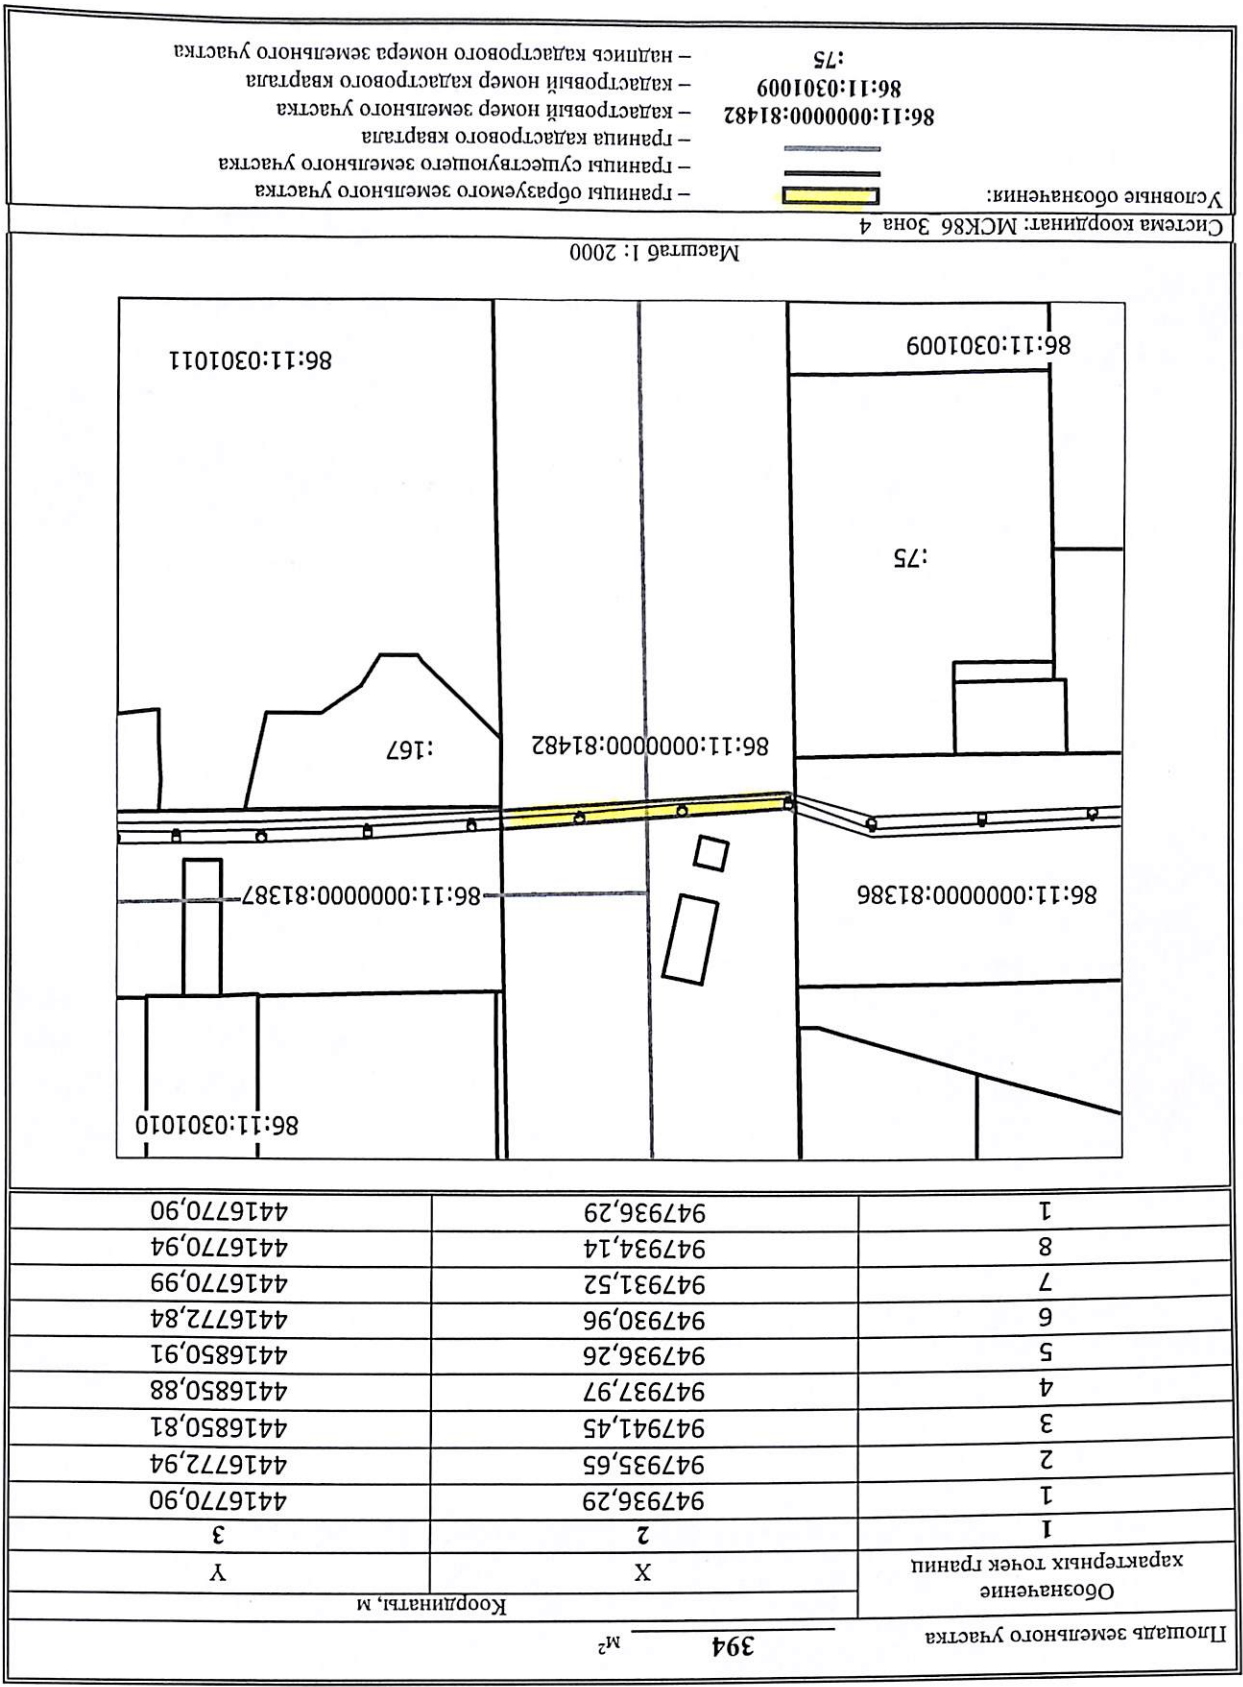 Площадь земельного участка 394 м²
Обозначение характерных точек границ
Координаты, м
X Y
1 2 3
1 947936,29 4416770,90
2 947935,65 4416772,94
3 947941,45 4416850,81
4 947937,97 4416850,88
5 947936,26 4416850,91
6 947930,96 4416772,84
7 947931,52 4416770,99
8 947934,14 4416770,94
1 947936,29 4416770,90
86:11:0301010
86:11:0000000:81386
86:11:0000000:81387
86:11:0000000:81482
:167
:75
86:11:0301009
86:11:0301011
Масштаб 1: 2000
Система координат: МСК86 Зона 4
Условные обозначения:
– границы образуемого земельного участка
– границы существующего земельного участка
– граница кадастрового квартала
86:11:0000000:81482 – кадастровый номер земельного участка
86:11:0301009 – кадастровый номер кадастрового квартала
:75 – надпись кадастрового номера земельного участка